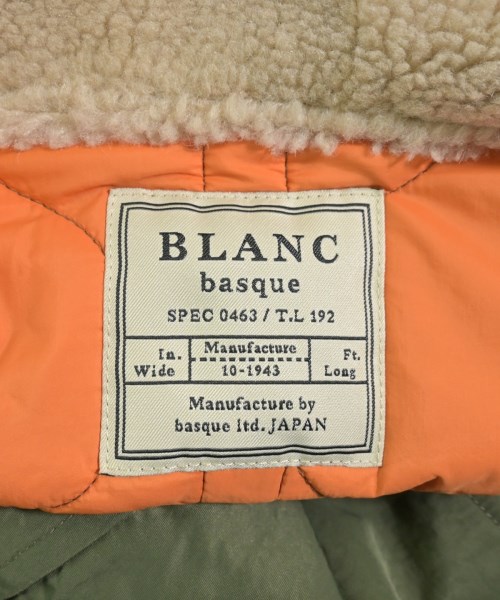 BLANC
basque
SPEC 0463 / T.L 192
In. Wide
Manufacture
10-1943
Ft. Long
Manufacture by
basque ltd. JAPAN